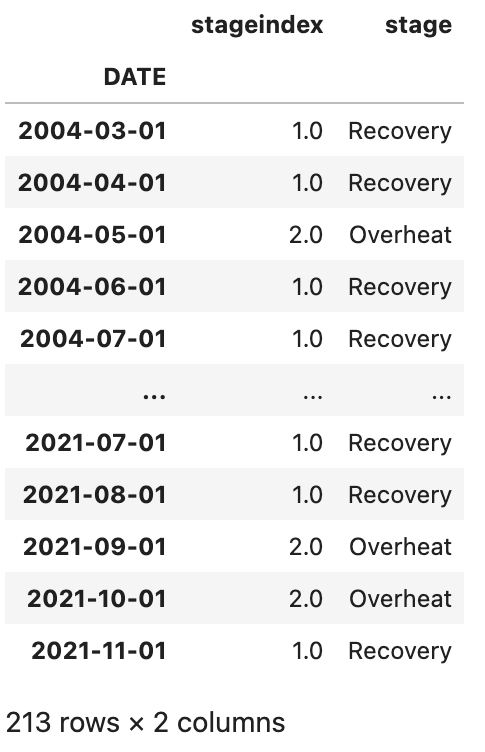 stageindex stage
DATE
2004-03-01 1.0 Recovery
2004-04-01 1.0 Recovery
2004-05-01 2.0 Overheat
2004-06-01 1.0 Recovery
2004-07-01 1.0 Recovery
... ... ...
2021-07-01 1.0 Recovery
2021-08-01 1.0 Recovery
2021-09-01 2.0 Overheat
2021-10-01 2.0 Overheat
2021-11-01 1.0 Recovery
213 rows × 2 columns